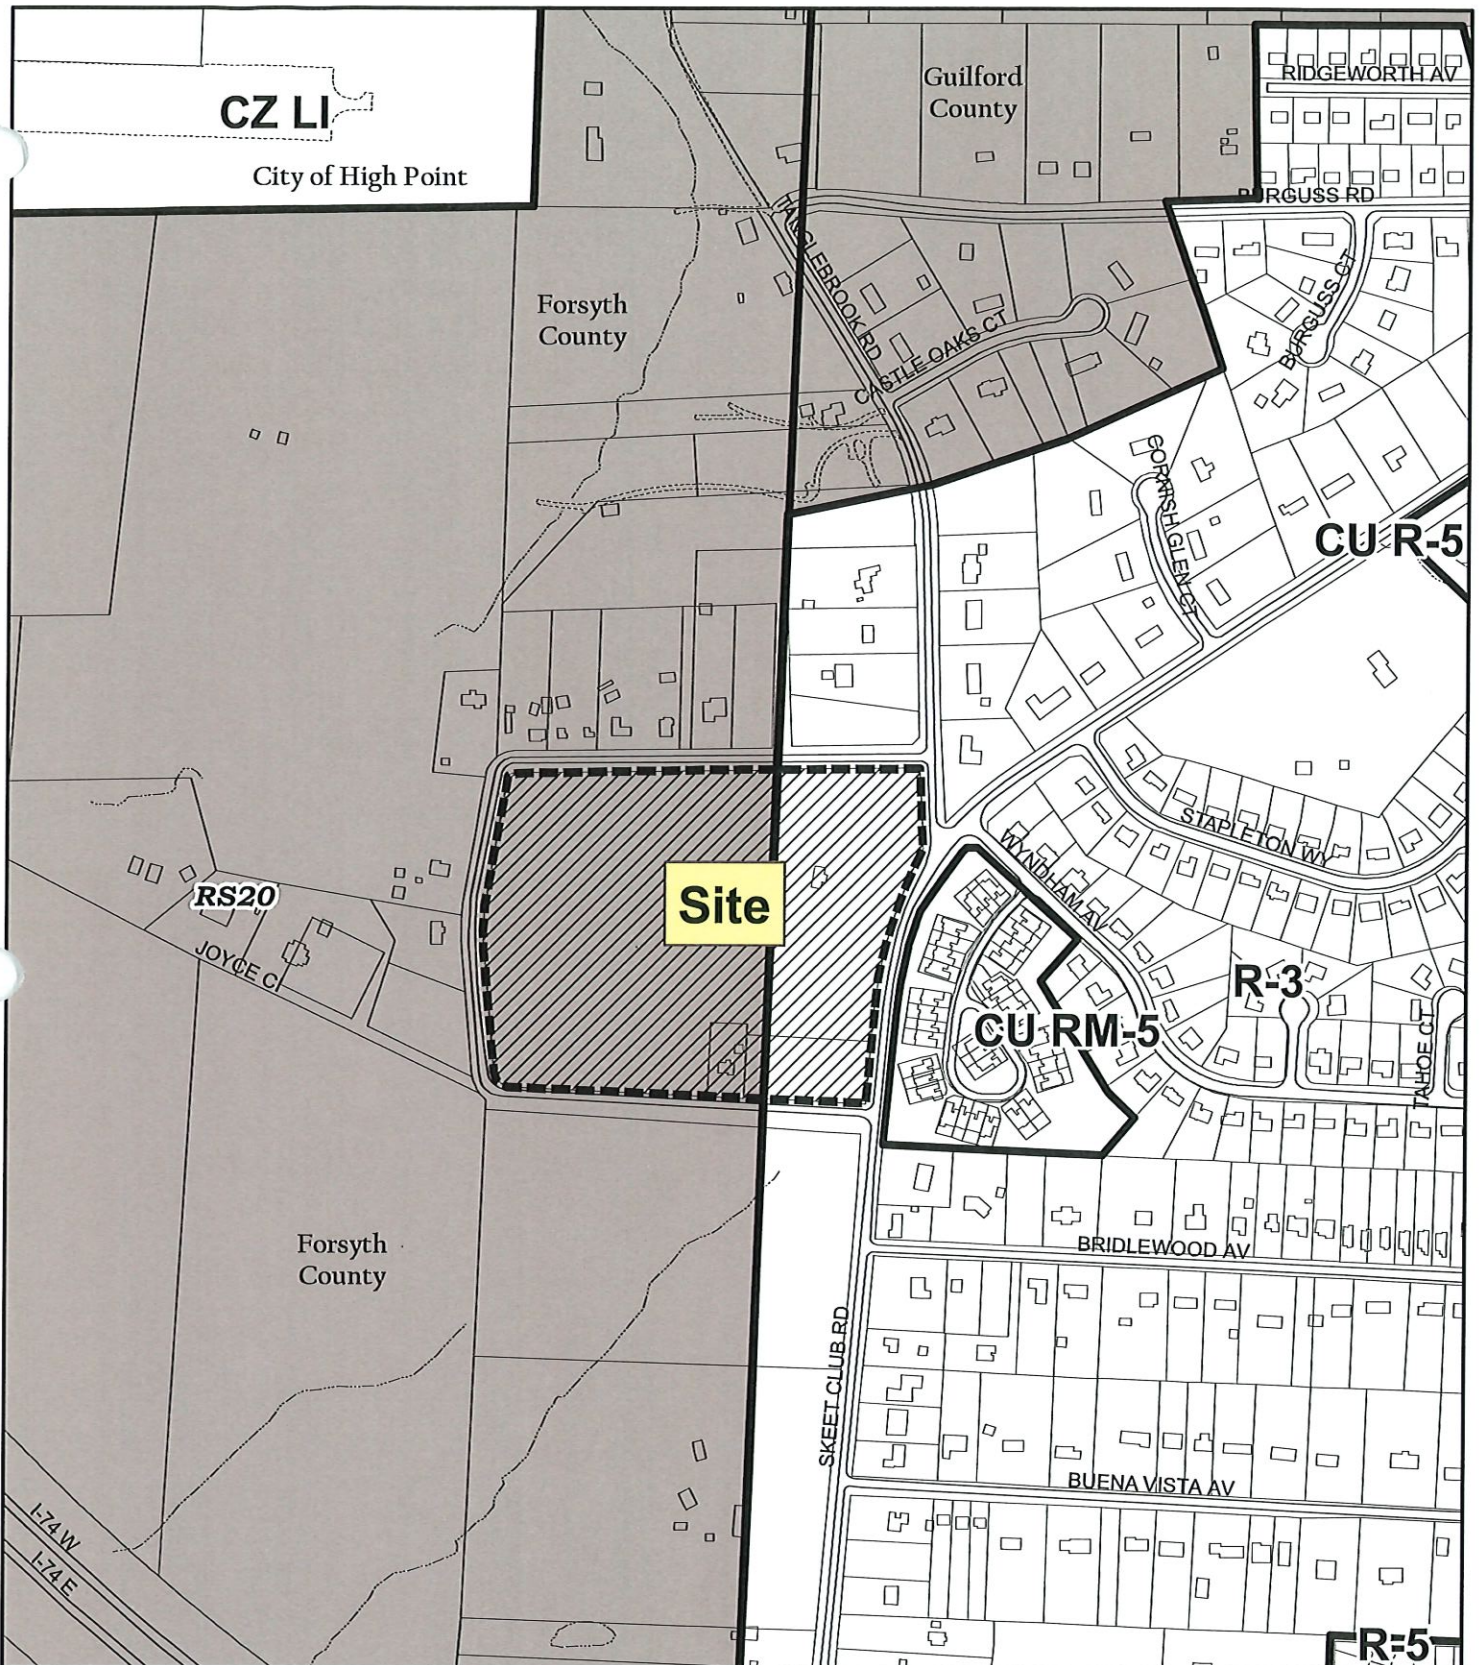 Guilford
County
RIDGEWORTH AV
CZ LI
City of High Point
BURGUSS RD
TANGLEBROOK RD
BURGUSS CT
Forsyth
County
CASTLE OAKS CT
CORNISH GLEN CT
CU R-5
STAPLETON WY
WYNDHAM AV
RS20
Site
JOYCE CI
R-3
CU RM-5
TAHOE CT
Forsyth
County
BRIDLEWOOD AV
SKEET CLUB RD
BUENA VISTA AV
I-74 W
I-74 E
R-5